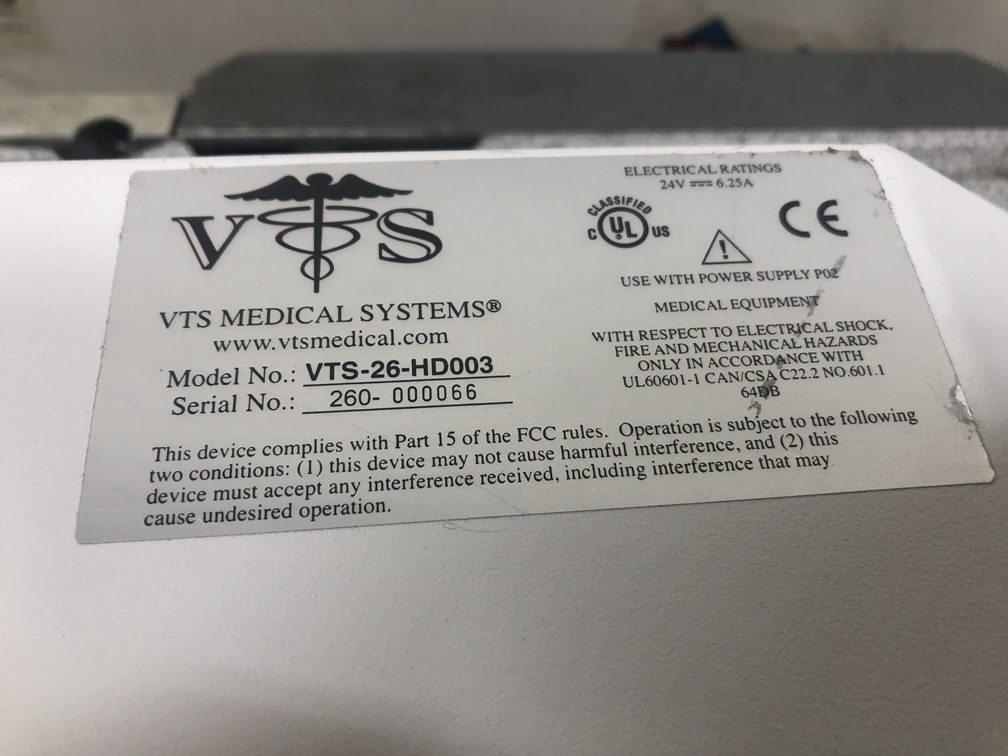 VTS
VTS MEDICAL SYSTEMS®
www.vtsmedical.com
Model No.: VTS-26-HD003
Serial No.: 260- 000066
ELECTRICAL RATINGS
24V ⎓ 6.25A
CLASSIFIED
C UL US
CE
USE WITH POWER SUPPLY P02
MEDICAL EQUIPMENT
WITH RESPECT TO ELECTRICAL SHOCK,
FIRE AND MECHANICAL HAZARDS
ONLY IN ACCORDANCE WITH
UL60601-1 CAN/CSA C22.2 NO.601.1
64DB
This device complies with Part 15 of the FCC rules. Operation is subject to the following
two conditions: (1) this device may not cause harmful interference, and (2) this
device must accept any interference received, including interference that may
cause undesired operation.